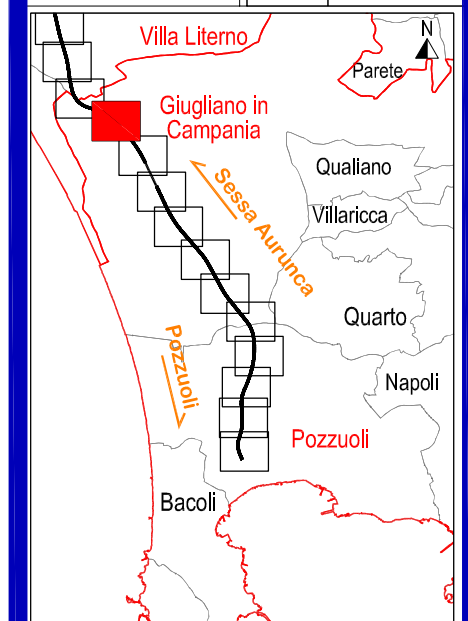 N
Villa Literno
Parete
Giugliano in
Campania
Qualiano
Sessa Aurunca
Villaricca
Quarto
Pozzuoli
Napoli
Pozzuoli
Bacoli